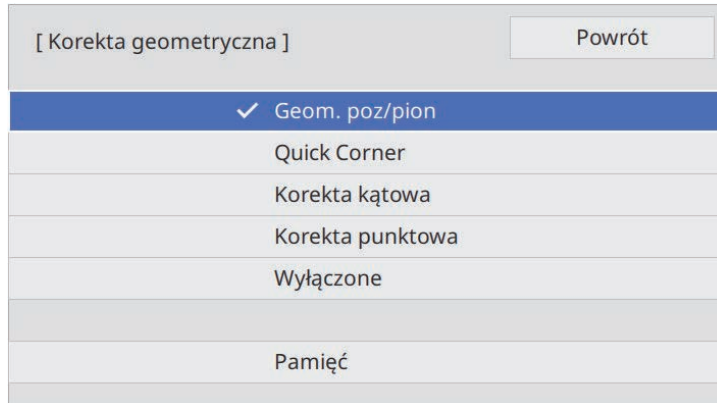 [ Korekta geometryczna ]
Powrót
Geom. poz/pion
Quick Corner
Korekta kątowa
Korekta punktowa
Wyłączone
Pamięć